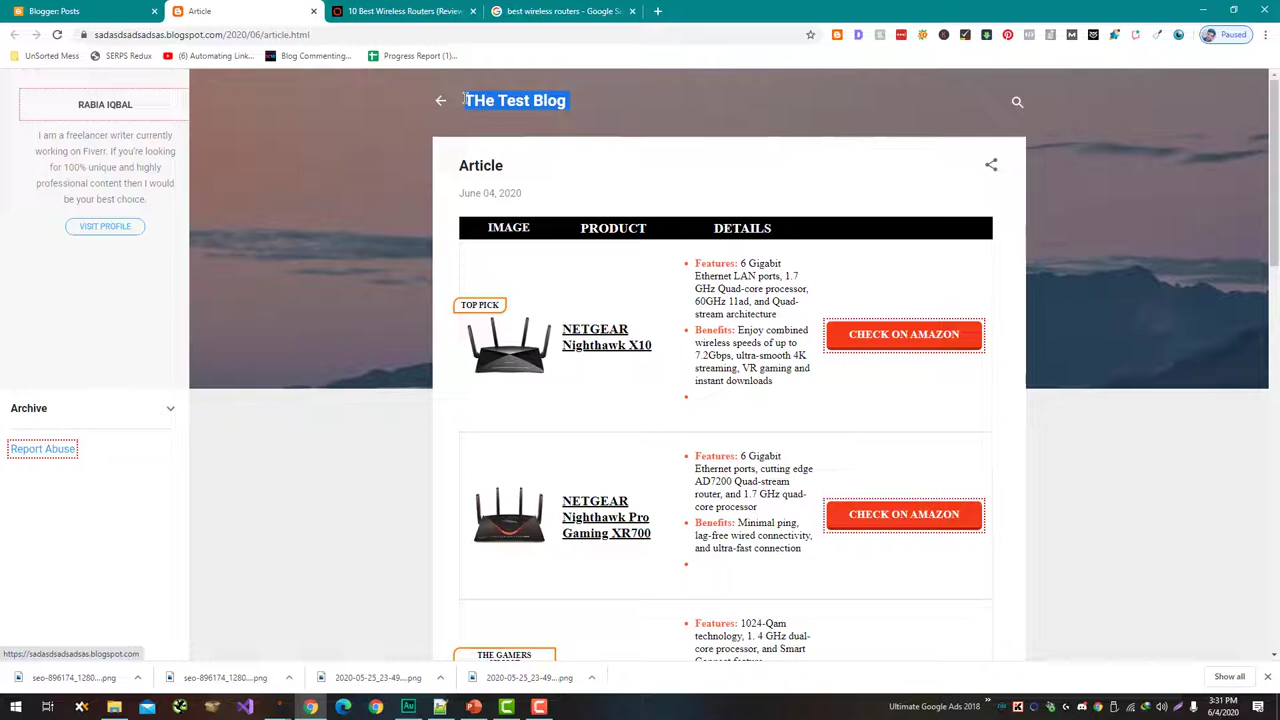 Blogger: Posts
Article
10 Best Wireless Routers (Review
best wireless routers - Google Se
sadasdsadsadsas.blogspot.com/2020/06/article.html
Paused
UnSorted Mess
SERPS Redux
(6) Automating Link...
Blog Commenting...
Progress Report (1)...
RABIA IQBAL
I am a freelancer writer currently
working on Fiverr. If you're looking
for 100% unique and highly
professional content then I would
be your best choice.
VISIT PROFILE
Archive
Report Abuse
THe Test Blog
Article
June 04, 2020
IMAGE PRODUCT DETAILS
TOP PICK
NETGEAR
Nighthawk X10
Features: 6 Gigabit
Ethernet LAN ports, 1.7
GHz Quad-core processor,
60GHz 11ad, and Quad-
stream architecture
Benefits: Enjoy combined
wireless speeds of up to
7.2Gbps, ultra-smooth 4K
streaming, VR gaming and
instant downloads
CHECK ON AMAZON
NETGEAR
Nighthawk Pro
Gaming XR700
Features: 6 Gigabit
Ethernet ports, cutting edge
AD7200 Quad-stream
router, and 1.7 GHz quad-
core processor
Benefits: Minimal ping,
lag-free wired connectivity,
and ultra-fast connection
CHECK ON AMAZON
THE GAMERS
Features: 1024-Qam
technology, 1. 4 GHz dual-
core processor, and Smart
https://sadasdsadsadsas.blogspot.com
seo-896174_1280....png
seo-896174_1280....png
2020-05-25_23-49....png
2020-05-25_23-49....png
Show all
Ultimate Google Ads 2018
3:31 PM
6/4/2020